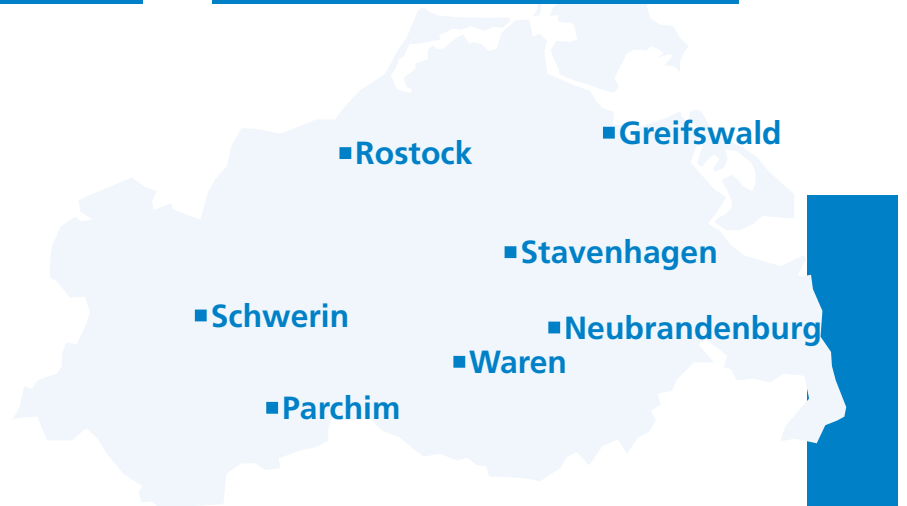 Greifswald
Rostock
Stavenhagen
Schwerin
Neubrandenburg
Waren
Parchim